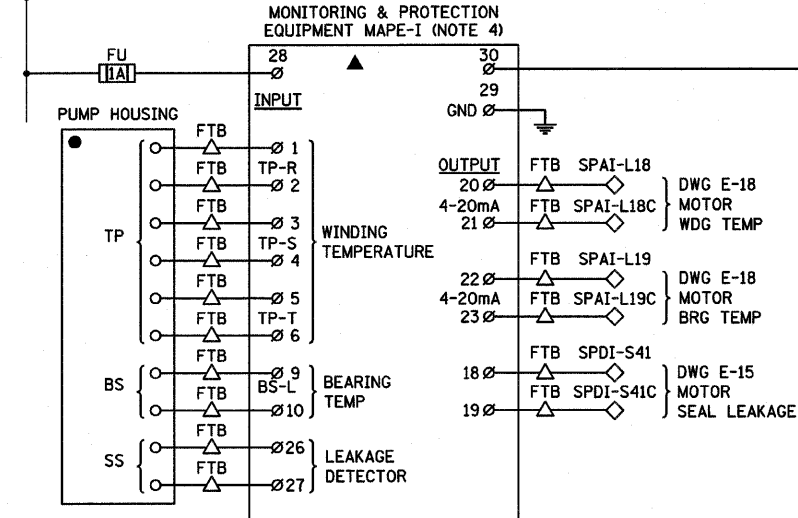 MONITORING & PROTECTION
EQUIPMENT MAPE-I (NOTE 4)
FU
1A
28
30
29
GND
INPUT
PUMP HOUSING
FTB
1
TP-R
FTB
2
FTB
3
TP-S
FTB
4
FTB
5
TP-T
FTB
6
TP
WINDING
TEMPERATURE
FTB
9
BS-L
FTB
10
BS
BEARING
TEMP
FTB
26
FTB
27
SS
LEAKAGE
DETECTOR
OUTPUT
FTB SPAI-L18
20
4-20mA FTB SPAI-L18C
21
DWG E-18
MOTOR
WDG TEMP
FTB SPAI-L19
22
4-20mA FTB SPAI-L19C
23
DWG E-18
MOTOR
BRG TEMP
FTB SPDI-S41
18
FTB SPDI-S41C
19
DWG E-15
MOTOR
SEAL LEAKAGE